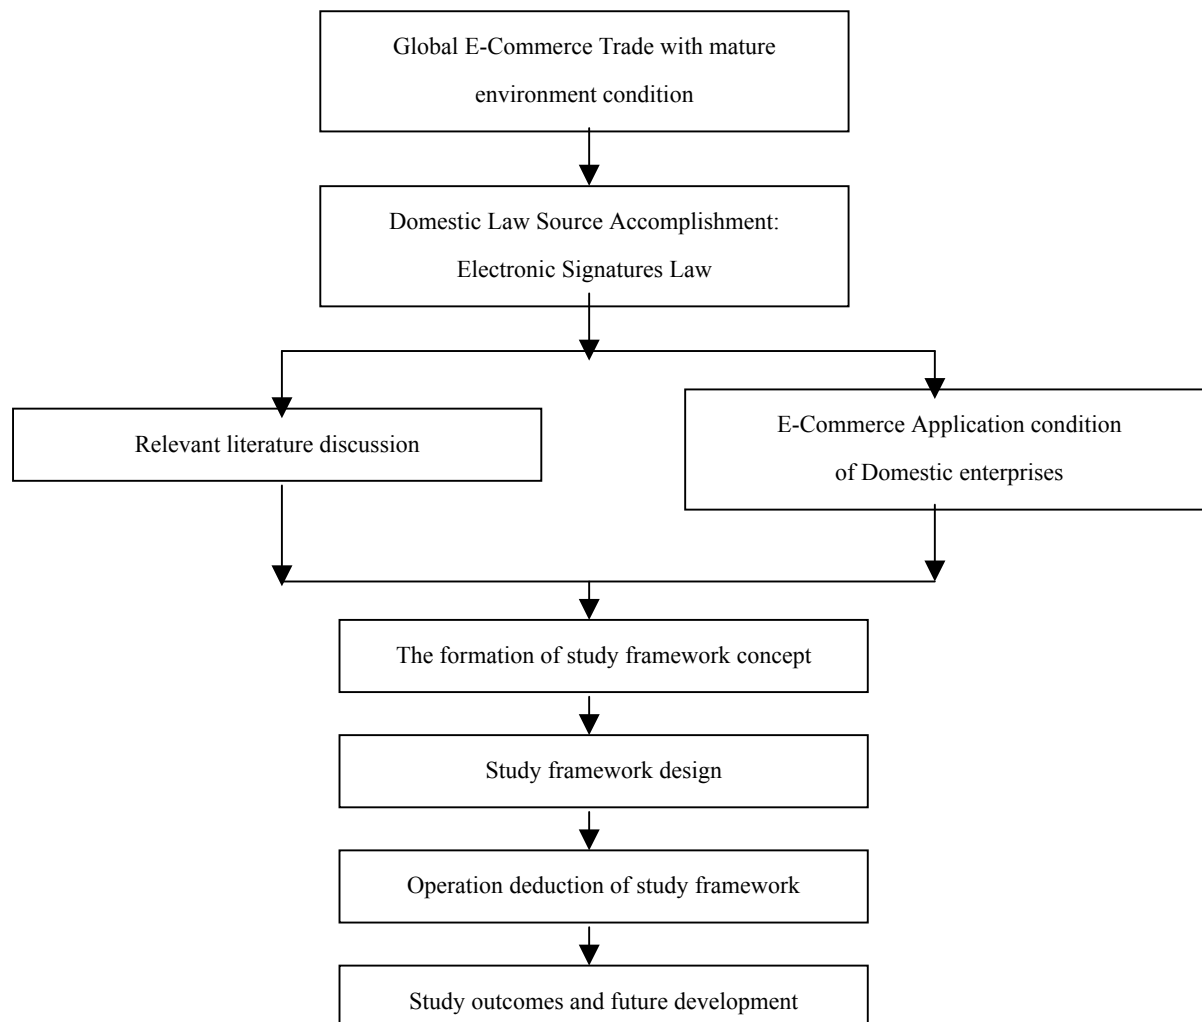 Global E-Commerce Trade with mature
environment condition
Domestic Law Source Accomplishment:
Electronic Signatures Law
Relevant literature discussion
E-Commerce Application condition
of Domestic enterprises
The formation of study framework concept
Study framework design
Operation deduction of study framework
Study outcomes and future development